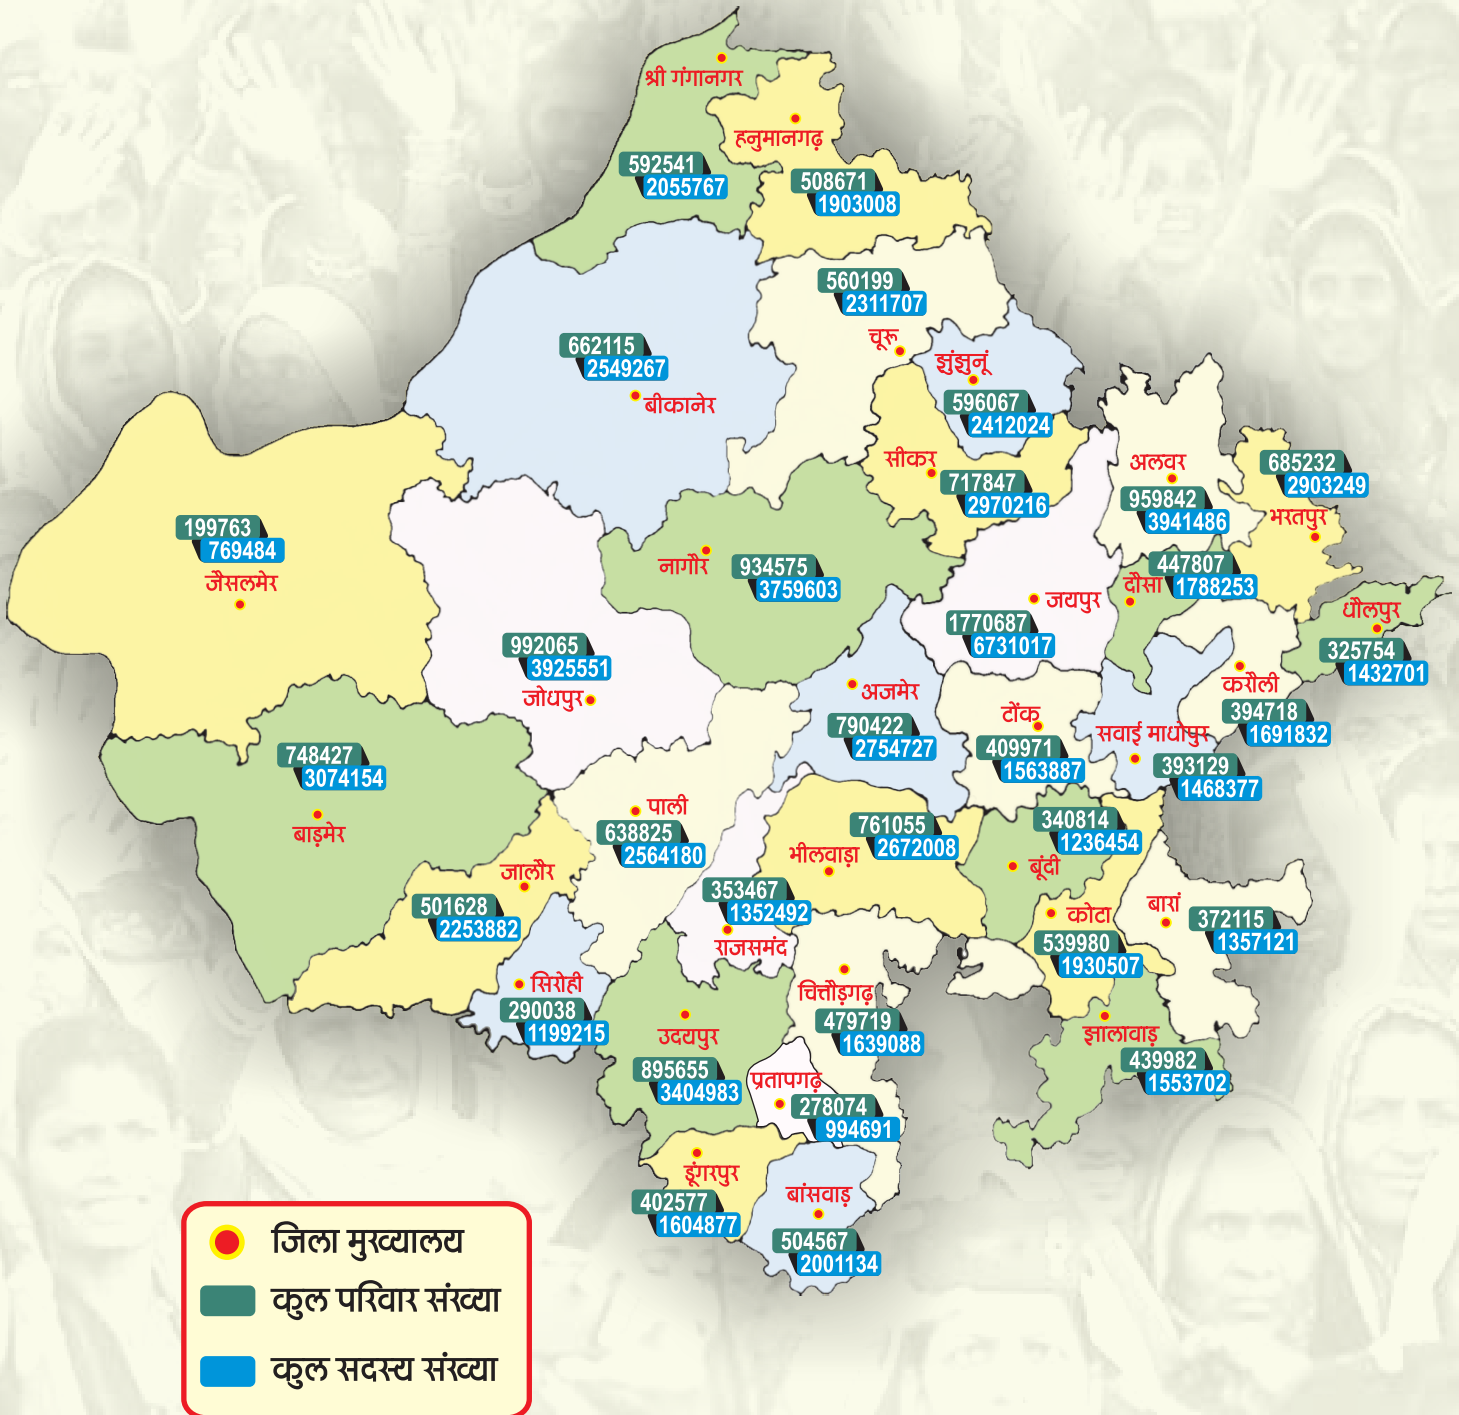 श्री गंगानगर
592541
2055767
हनुमानगढ़
508671
1903008
560199
2311707
चूरू
662115
2549267
बीकानेर
झुंझुनूं
596067
2412024
सीकर
717847
2970216
अलवर
959842
3941486
685232
2903249
भरतपुर
199763
769484
जैसलमेर
नागौर
934575
3759603
447807
1788253
दौसा
जयपुर
1770687
6731017
धौलपुर
325754
1432701
992065
3925551
जोधपुर
अजमेर
790422
2754727
टोंक
409971
1563887
करौली
394718
1691832
सवाई माधोपुर
393129
1468377
748427
3074154
बाड़मेर
पाली
638825
2564180
761055
2672008
भीलवाड़ा
340814
1236454
बूंदी
जालौर
501628
2253882
353467
1352492
राजसमंद
कोटा
539980
1930507
बारां
372115
1357121
सिरोही
290038
1199215
उदयपुर
895655
3404983
चित्तौड़गढ़
479719
1639088
झालावाड़
439982
1553702
प्रतापगढ़
278074
994691
डूंगरपुर
402577
1604877
बांसवाड़
504567
2001134
जिला मुख्यालय
कुल परिवार संख्या
कुल सदस्य संख्या